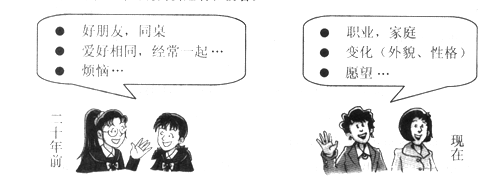 ● 好朋友，同桌
● 爱好相同，经常一起…
● 烦恼…
二十年前
● 职业，家庭
● 变化（外貌、性格）
● 愿望…
现在